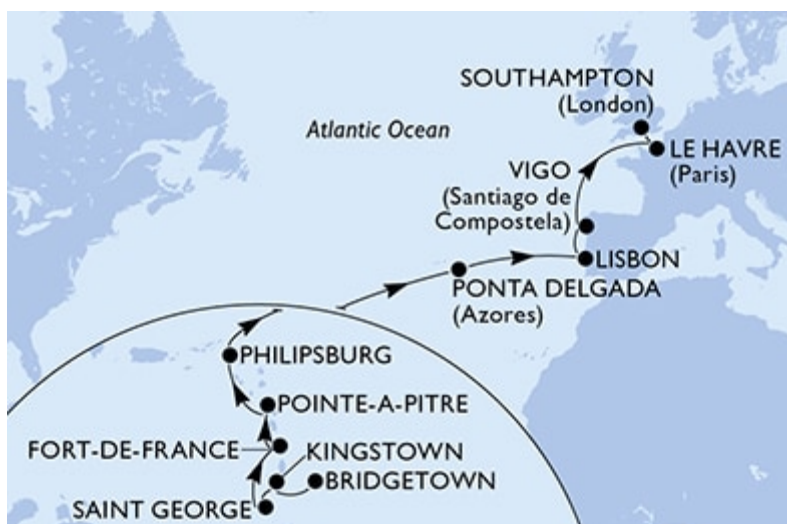 SOUTHAMPTON
(London)
Atlantic Ocean
LE HAVRE
(Paris)
VIGO
(Santiago de
Compostela)
LISBON
PONTA DELGADA
(Azores)
PHILIPSBURG
POINTE-A-PITRE
FORT-DE-FRANCE
KINGSTOWN
BRIDGETOWN
SAINT GEORGE